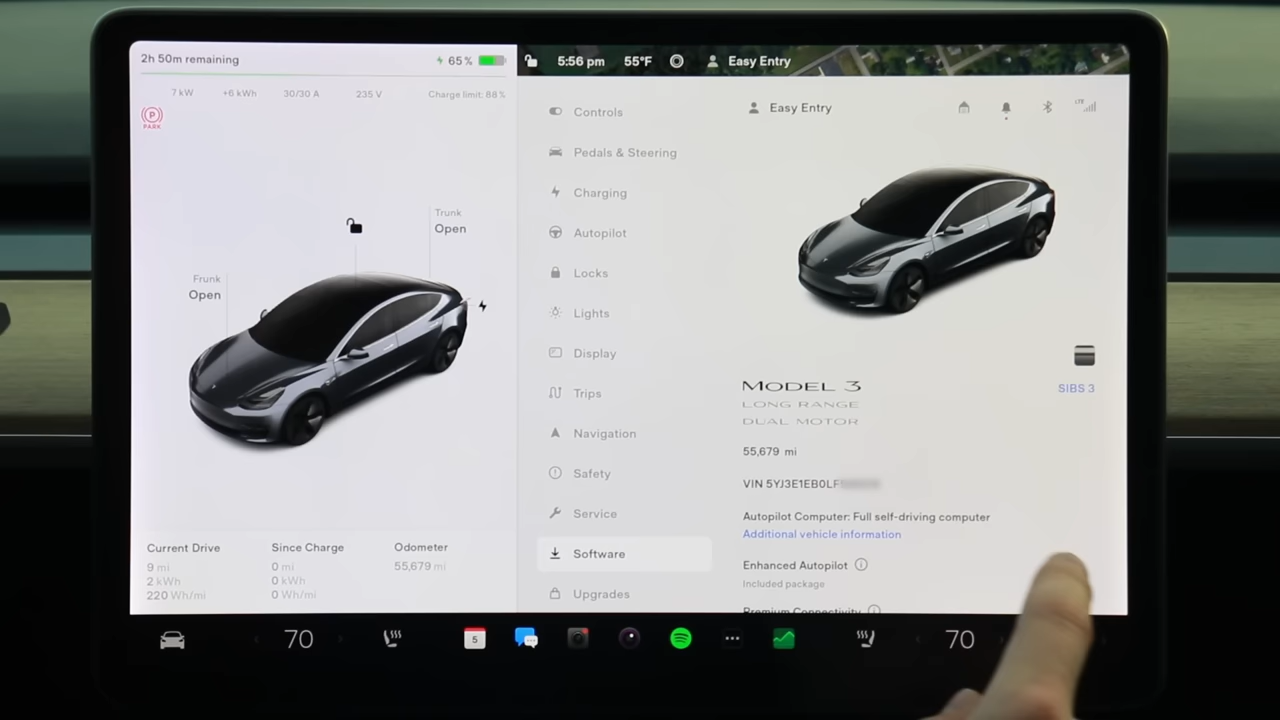 2h 50m remaining
65%
7 kW
+6 kWh
30/30 A
235 V
Charge limit: 88%
PARK
Trunk
Open
Frunk
Open
Current Drive
9 mi
2 kWh
220 Wh/mi
Since Charge
0 mi
0 kWh
0 Wh/mi
Odometer
55,679 mi
5:56 pm
55°F
Easy Entry
Controls
Pedals & Steering
Charging
Autopilot
Locks
Lights
Display
Trips
Navigation
Safety
Service
Software
Upgrades
Easy Entry
LTE
MODEL 3
LONG RANGE
DUAL MOTOR
SIBS 3
55,679 mi
VIN 5YJ3E1EB0LF
Autopilot Computer: Full self-driving computer
Additional vehicle information
Enhanced Autopilot
Included package
Premium Connectivity
70
5
70